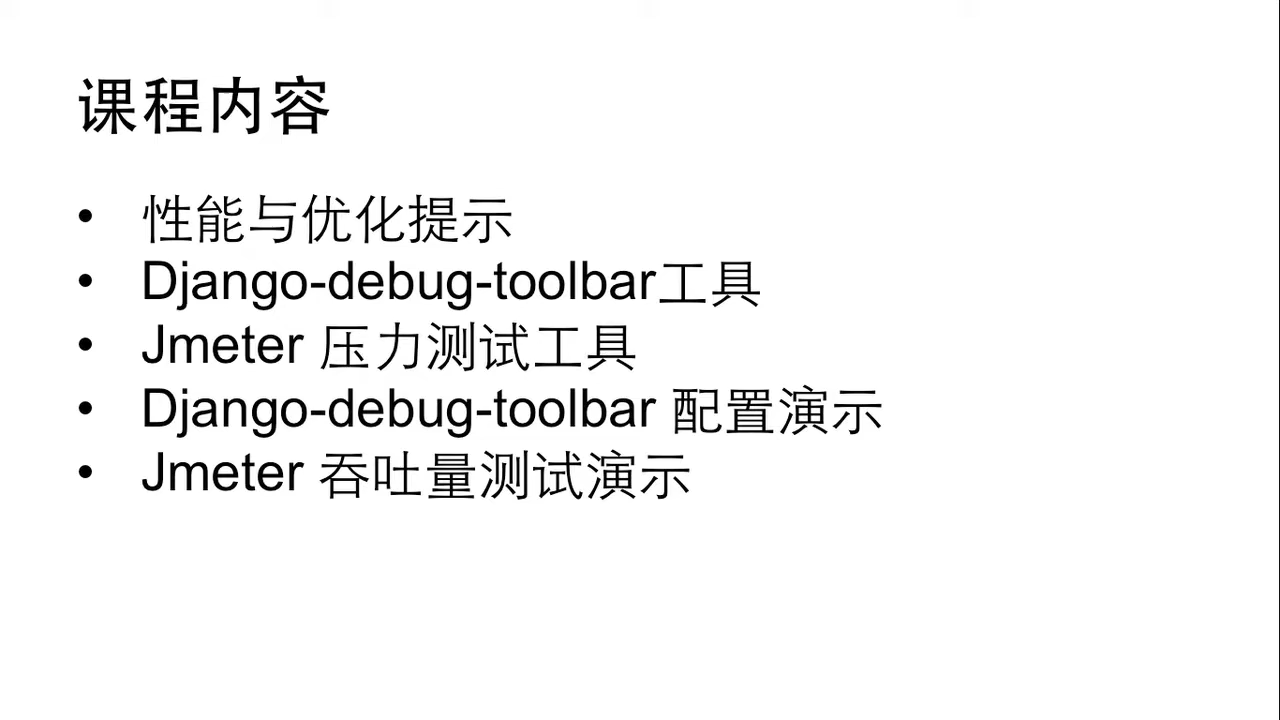 课程内容
• 性能与优化提示
• Django-debug-toolbar工具
• Jmeter 压力测试工具
• Django-debug-toolbar 配置演示
• Jmeter 吞吐量测试演示